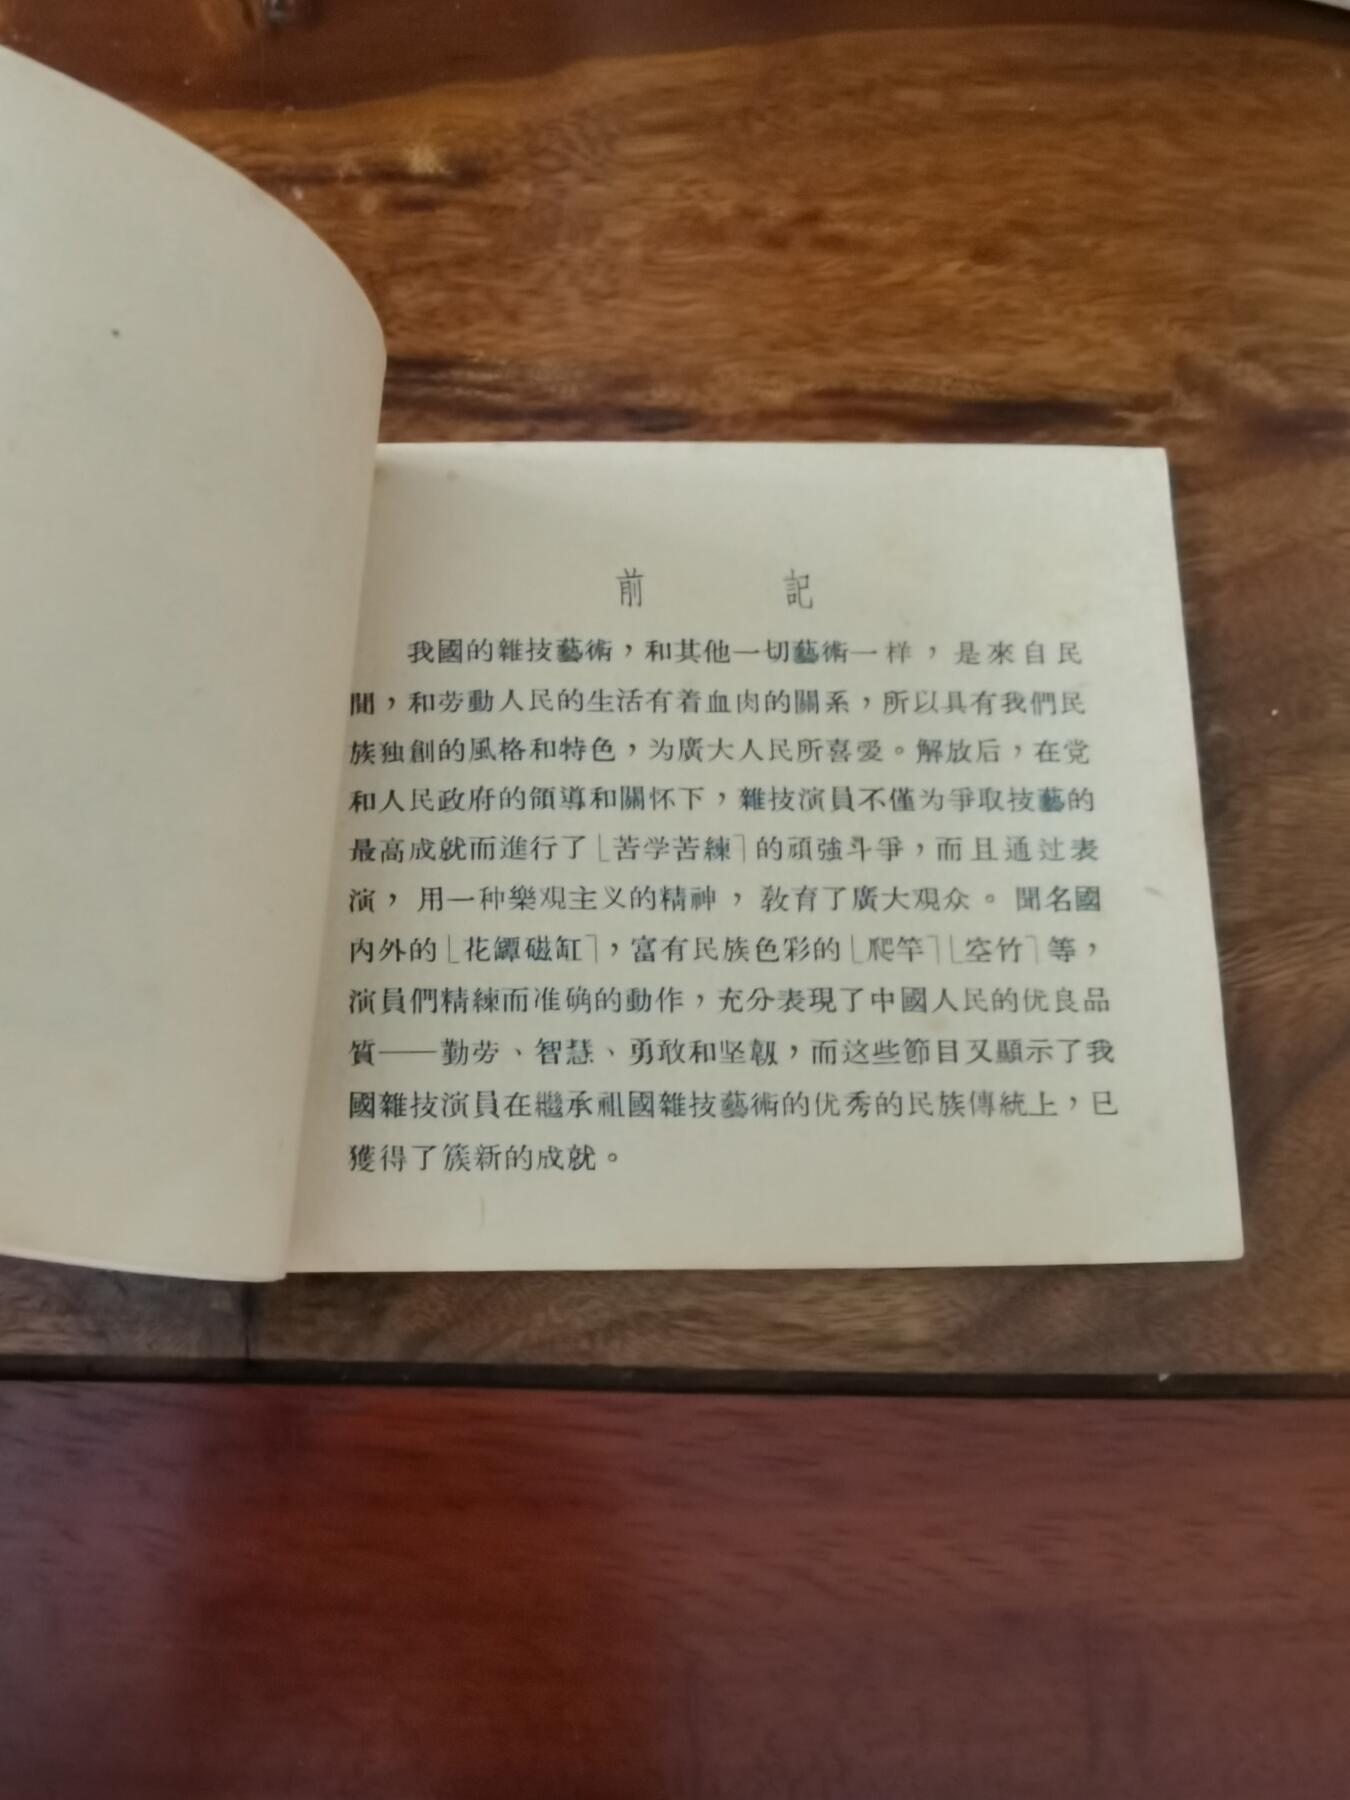 前記
我國的雜技藝術，和其他一切藝術一样，是來自民
間，和劳動人民的生活有着血肉的關系，所以具有我們民
族独創的風格和特色，为廣大人民所喜愛。解放后，在党
和人民政府的領導和關怀下，雜技演員不僅为爭取技藝的
最高成就而進行了⌊苦学苦練⌉的頑強斗爭，而且通过表
演，用一种樂观主义的精神，教育了廣大观众。聞名國
內外的⌊花罈磁缸⌉，富有民族色彩的⌊爬竿⌉⌊空竹⌉等，
演員們精練而准确的動作，充分表現了中國人民的优良品
質——勤劳、智慧、勇敢和坚韌，而这些節目又顯示了我
國雜技演員在繼承祖國雜技藝術的优秀的民族傳統上，已
獲得了簇新的成就。